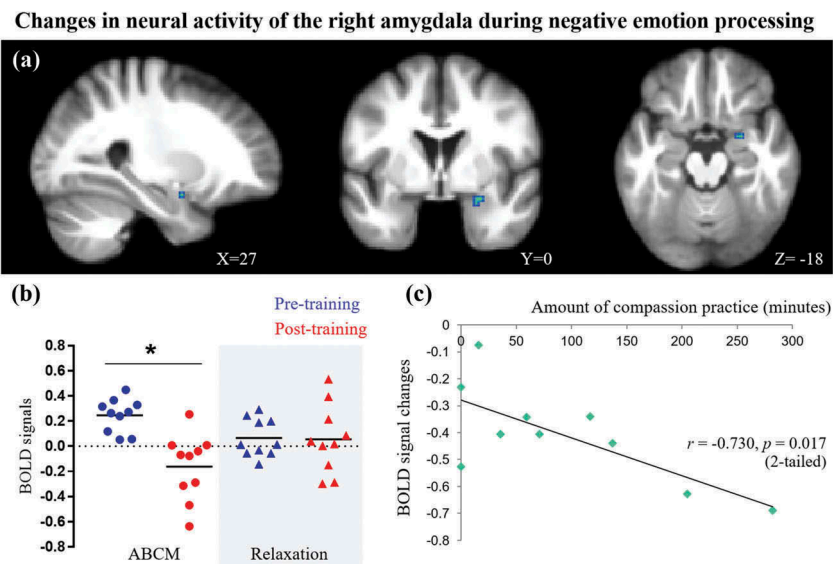 Changes in neural activity of the right amygdala during negative emotion processing
(a)
X=27
Y=0
Z= -18
(b)
Pre-training
Post-training
*
BOLD signals
0.8
0.6
0.4
0.2
0.0
-0.2
-0.4
-0.6
-0.8
ABCM
Relaxation
(c)
Amount of compassion practice (minutes)
0 50 100 150 200 250 300
BOLD signal changes
0
-0.1
-0.2
-0.3
-0.4
-0.5
-0.6
-0.7
-0.8
r = -0.730, p = 0.017
(2-tailed)